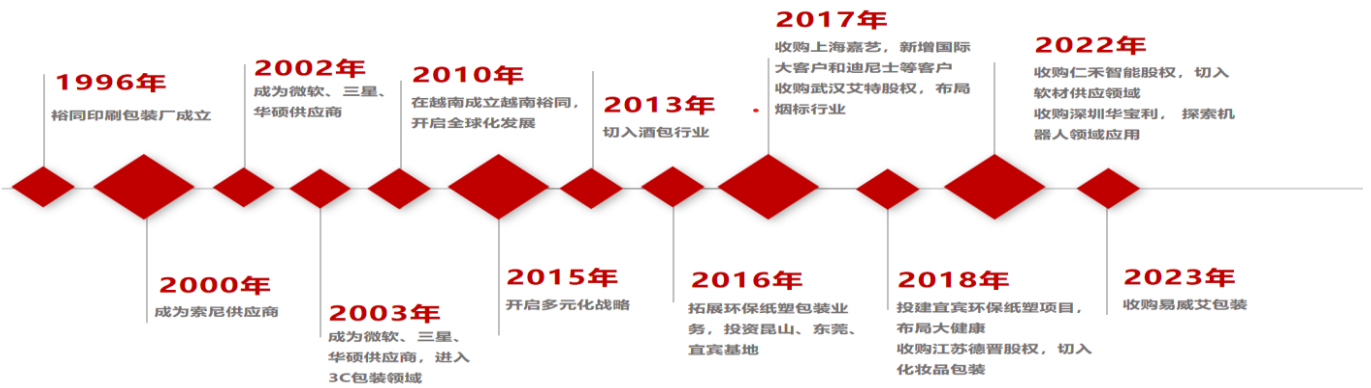 1996年
裕同印刷包装厂成立
2000年
成为索尼供应商
2002年
成为微软、三星、
华硕供应商
2003年
成为微软、三星、
华硕供应商，进入
3C包装领域
2010年
在越南成立越南裕同，
开启全球化发展
2015年
开启多元化战略
2013年
切入酒包行业
2016年
拓展环保纸塑包装业
务，投资昆山、东莞、
宜宾基地
2017年
收购上海嘉艺，新增国际
大客户和迪尼士等客户
收购武汉艾特股权，布局
烟标行业
2018年
投建宜宾环保纸塑项目，
布局大健康
收购江苏德晋股权，切入
化妆品包装
2022年
收购仁禾智能股权，切入
软材供应领域
收购深圳华宝利， 探索机
器人领域应用
2023年
收购易威艾包装